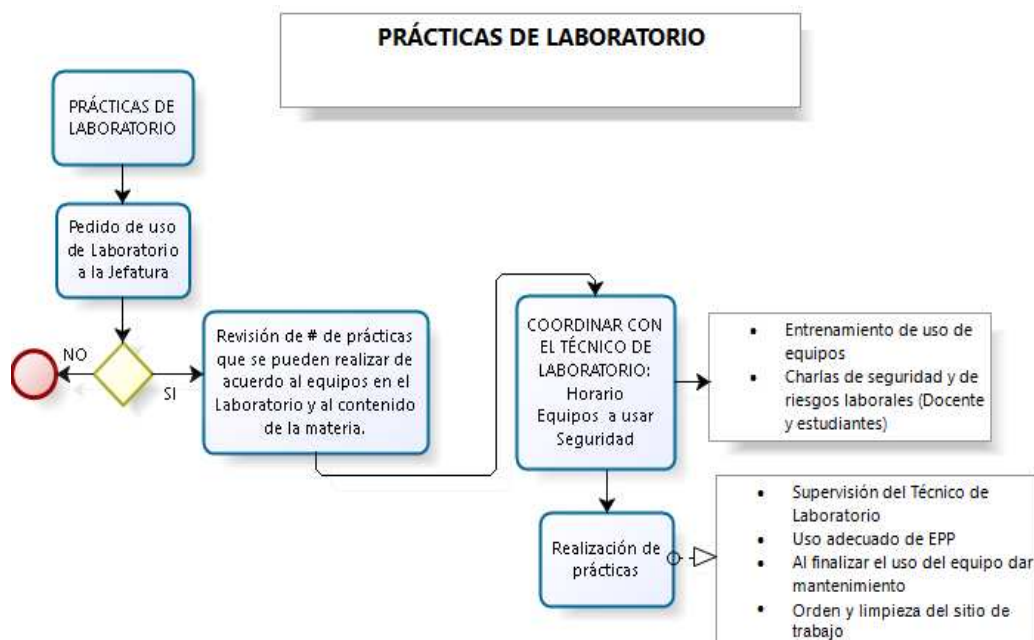 PRÁCTICAS DE LABORATORIO
PRÁCTICAS DE
LABORATORIO
Pedido de uso
de Laboratorio
a la Jefatura
NO
SI
Revisión de # de prácticas
que se pueden realizar de
acuerdo al equipos en el
Laboratorio y al contenido
de la materia.
COORDINAR CON
EL TÉCNICO DE
LABORATORIO:
Horario
Equipos a usar
Seguridad
• Entrenamiento de uso de
equipos
• Charlas de seguridad y de
riesgos laborales (Docente
y estudiantes)
Realización de
prácticas
• Supervisión del Técnico de
Laboratorio
• Uso adecuado de EPP
• Al finalizar el uso del equipo dar
mantenimiento
• Orden y limpieza del sitio de
trabajo